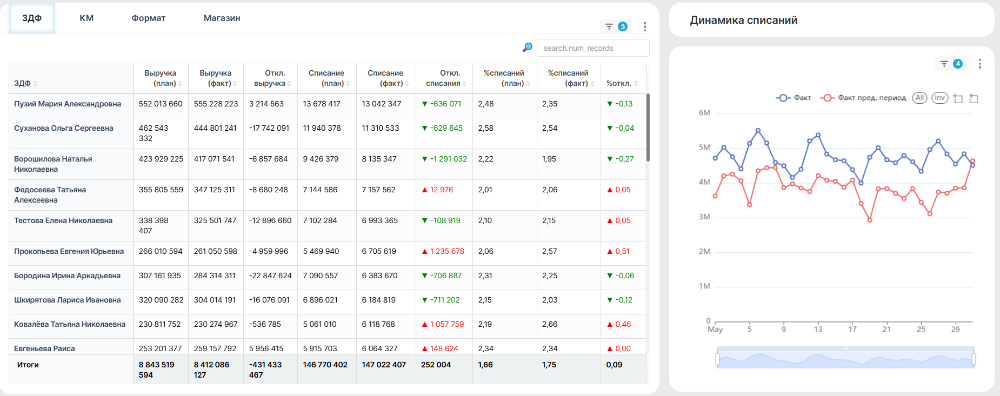 ЗДФ КМ Формат Магазин
3
search.num_records
ЗДФ Выручка (план) Выручка (факт) Откл. выручка Списание (план) Списание (факт) Откл. списания %списаний (план) %списаний (факт) %откл.
Пузий Мария Александровна 552 013 660 555 228 223 3 214 563 13 678 417 13 042 347 ▼ -636 071 2,48 2,35 ▼ -0,13
Суханова Ольга Сергеевна 462 543 332 444 801 241 -17 742 091 11 940 378 11 310 533 ▼ -629 845 2,58 2,54 ▼ -0,04
Ворошилова Наталья Николаевна 423 929 225 417 071 541 -6 857 684 9 426 379 8 135 347 ▼ -1 291 032 2,22 1,95 ▼ -0,27
Федосеева Татьяна Алексеевна 355 805 559 347 125 311 -8 680 248 7 144 586 7 157 562 ▲ 12 976 2,01 2,06 ▲ 0,05
Тестова Елена Николаевна 338 398 407 325 501 747 -12 896 660 7 102 284 6 993 365 ▼ -108 919 2,10 2,15 ▲ 0,05
Прокопьева Евгения Юрьевна 266 010 594 261 050 598 -4 959 996 5 469 940 6 705 619 ▲ 1 235 678 2,06 2,57 ▲ 0,51
Бородина Ирина Аркадьевна 307 161 935 284 314 311 -22 847 624 7 090 557 6 383 670 ▼ -706 887 2,31 2,25 ▼ -0,06
Шкирятова Лариса Ивановна 320 090 282 304 014 191 -16 076 091 6 896 021 6 184 819 ▼ -711 202 2,15 2,03 ▼ -0,12
Ковалёва Татьяна Николаевна 230 811 752 230 274 967 -536 785 5 061 010 6 118 768 ▲ 1 057 759 2,19 2,66 ▲ 0,46
Евгеньева Раиса 253 201 377 259 157 792 5 956 415 5 915 703 6 064 327 ▲ 148 624 2,34 2,34 ▲ 0,00
Итоги 8 843 519 594 8 412 086 127 -431 433 467 146 770 402 147 022 407 252 004 1,66 1,75 0,09
Динамика списаний
4
Факт Факт пред. период All Inv
6M
5M
4M
3M
2M
1M
0
May 5 9 13 17 21 25 29